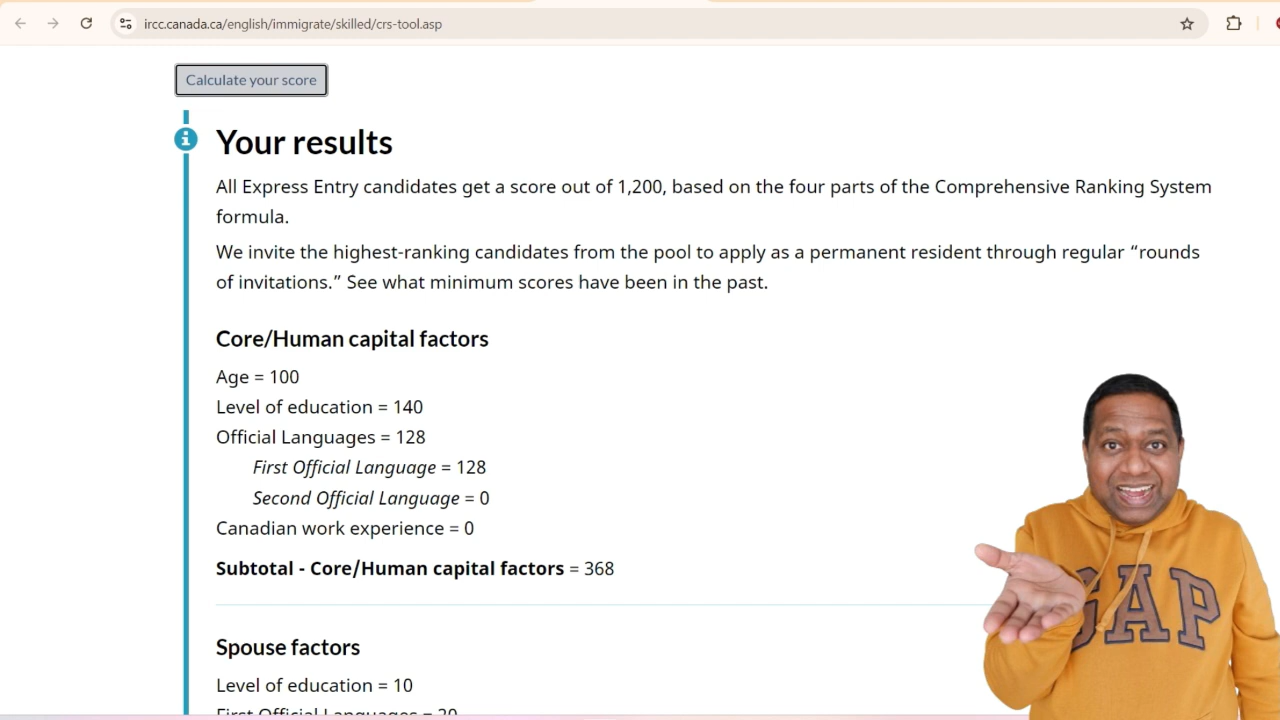 ircc.canada.ca/english/immigrate/skilled/crs-tool.asp
Calculate your score
Your results
All Express Entry candidates get a score out of 1,200, based on the four parts of the Comprehensive Ranking System
formula.
We invite the highest-ranking candidates from the pool to apply as a permanent resident through regular “rounds
of invitations.” See what minimum scores have been in the past.
Core/Human capital factors
Age = 100
Level of education = 140
Official Languages = 128
First Official Language = 128
Second Official Language = 0
Canadian work experience = 0
Subtotal - Core/Human capital factors = 368
Spouse factors
Level of education = 10
First Official Languages = 20
GAP